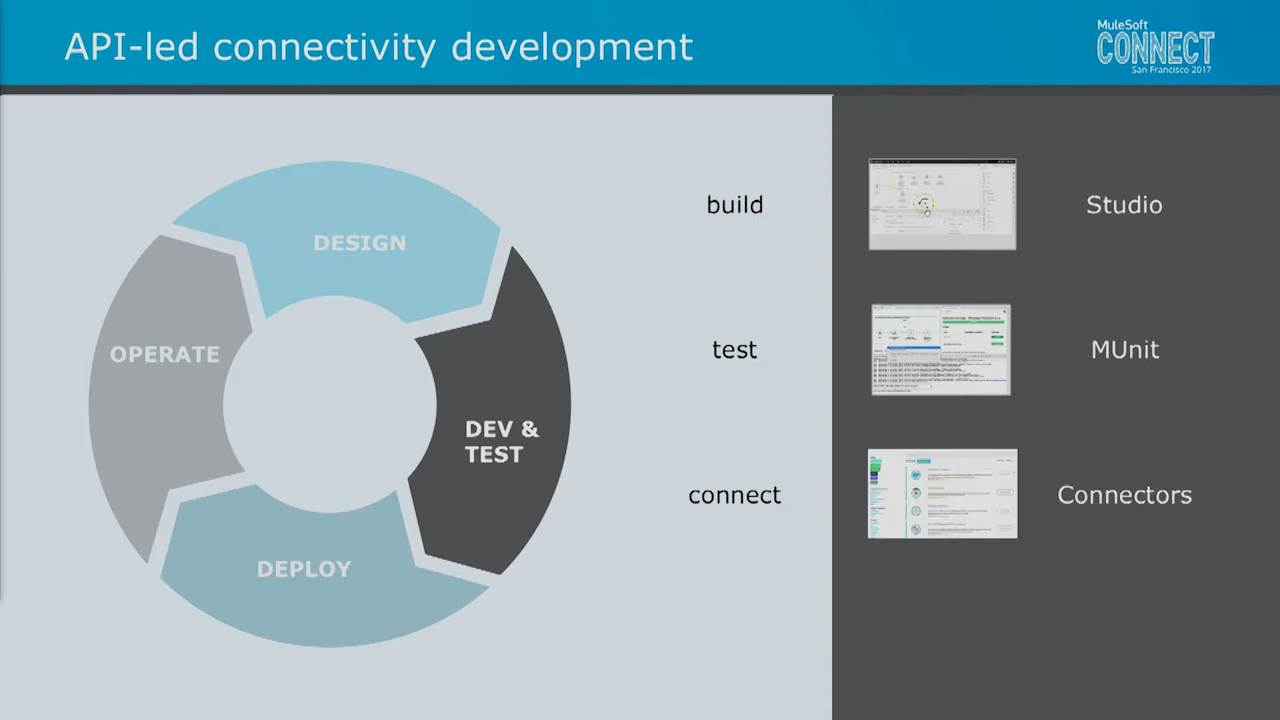 API-led connectivity development
MuleSoft
CONNECT
San Francisco 2017
DESIGN
OPERATE
DEV &
TEST
DEPLOY
build
Studio
test
MUnit
connect
Connectors